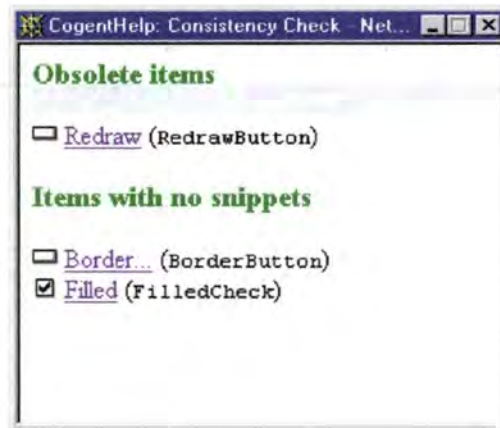 CogentHelp: Consistency Check - Net...
Obsolete items
Redraw (RedrawButton)
Items with no snippets
Border... (BorderButton)
Filled (FilledCheck)